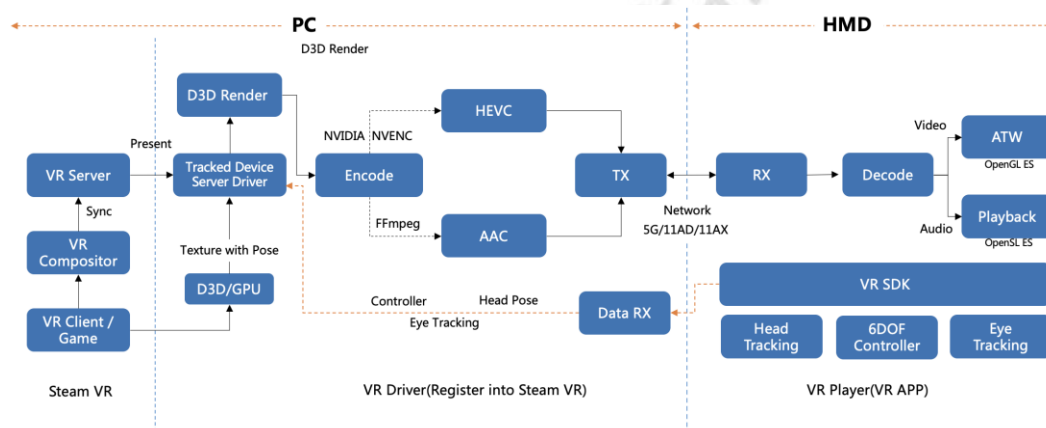 PC
HMD
D3D Render
D3D Render
HEVC
NVIDIA
NVENC
Video
ATW
OpenGL ES
Present
VR Server
Tracked Device
Server Driver
Encode
TX
RX
Decode
Sync
FFmpeg
Network
5G/11AD/11AX
Audio
Playback
OpenSL ES
VR
Compositor
Texture with Pose
AAC
D3D/GPU
VR SDK
Controller
Head Pose
Eye Tracking
Data RX
VR Client /
Game
Head
Tracking
6DOF
Controller
Eye
Tracking
Steam VR
VR Driver(Register into Steam VR)
VR Player(VR APP)